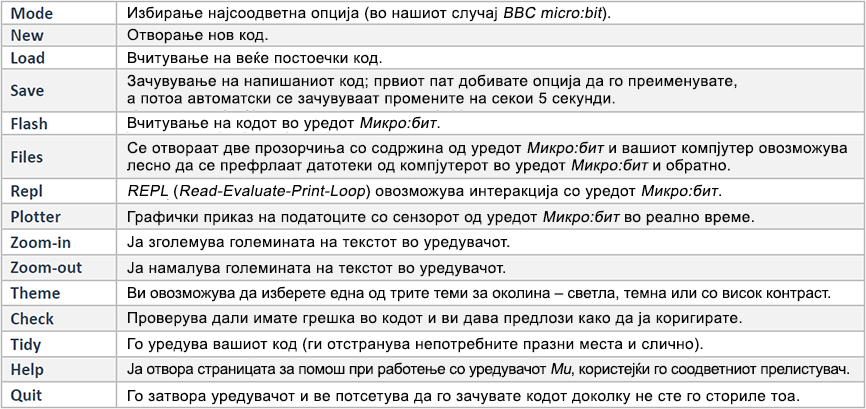 Mode Избирање најсоодветна опција (во нашиот случај BBC micro:bit).
New Отворање нов код.
Load Вчитување на веќе постоечки код.
Save Зачувување на напишаниот код; првиот пат добивате опција да го преименувате,
а потоа автоматски се зачувуваат промените на секои 5 секунди.
Flash Вчитување на кодот во уредот Микро:бит.
Files Се отвораат две прозорчиња со содржина од уредот Микро:бит и вашиот компјутер овозможува
лесно да се префрлаат датотеки од компјутерот во уредот Микро:бит и обратно.
Repl REPL (Read-Evaluate-Print-Loop) овозможува интеракција со уредот Микро:бит.
Plotter Графички приказ на податоците со сензорот од уредот Микро:бит во реално време.
Zoom-in Ја зголемува големината на текстот во уредувачот.
Zoom-out Ја намалува големината на текстот во уредувачот.
Theme Ви овозможува да изберете една од трите теми за околина – светла, темна или со висок контраст.
Check Проверува дали имате грешка во кодот и ви дава предлози како да ја коригирате.
Tidy Го уредува вашиот код (ги отстранува непотребните празни места и слично).
Help Ја отвора страницата за помош при работење со уредувачот Mu, користејќи го соодветниот прелистувач.
Quit Го затвора уредувачот и ве потсетува да го зачувате кодот доколку не сте го сториле тоа.